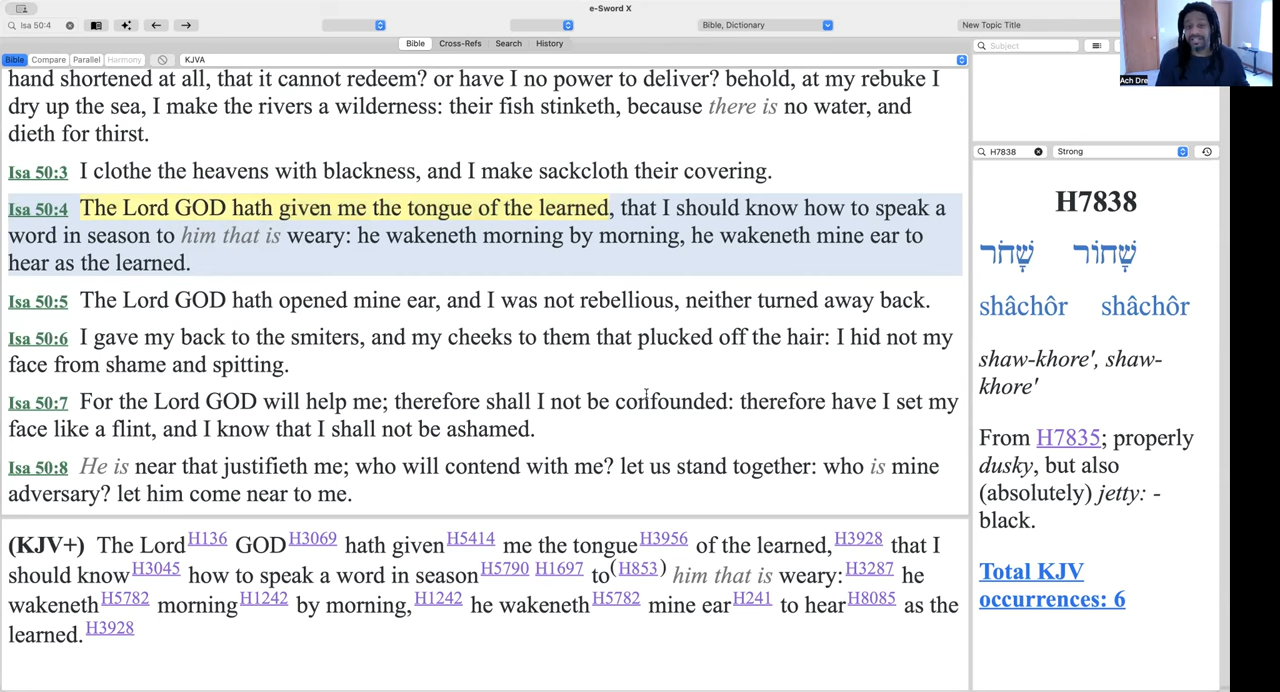 e-Sword X
Isa 50:4
Bible, Dictionary
New Topic Title
Bible Cross-Refs Search History
Subject
Bible Compare Parallel Harmony KJVA
Ach Dre
hand shortened at all, that it cannot redeem? or have I no power to deliver? behold, at my rebuke I
dry up the sea, I make the rivers a wilderness: their fish stinketh, because there is no water, and
dieth for thirst.
Isa 50:3 I clothe the heavens with blackness, and I make sackcloth their covering.
Isa 50:4 The Lord GOD hath given me the tongue of the learned, that I should know how to speak a
word in season to him that is weary: he wakeneth morning by morning, he wakeneth mine ear to
hear as the learned.
Isa 50:5 The Lord GOD hath opened mine ear, and I was not rebellious, neither turned away back.
Isa 50:6 I gave my back to the smiters, and my cheeks to them that plucked off the hair: I hid not my
face from shame and spitting.
Isa 50:7 For the Lord GOD will help me; therefore shall I not be confounded: therefore have I set my
face like a flint, and I know that I shall not be ashamed.
Isa 50:8 He is near that justifieth me; who will contend with me? let us stand together: who is mine
adversary? let him come near to me.
(KJV+) The Lord H136 GOD H3069 hath given H5414 me the tongue H3956 of the learned, H3928 that I
should know H3045 how to speak a word in season H5790 H1697 to (H853) him that is weary: H3287 he
wakeneth H5782 morning H1242 by morning, H1242 he wakeneth H5782 mine ear H241 to hear H8085 as the
learned. H3928
H7838 Strong
H7838
שָׁחֹר שָׁחוֹר
shâchôr shâchôr
shaw-khore', shaw-
khore'
From H7835; properly
dusky, but also
(absolutely) jetty: -
black.
Total KJV
occurrences: 6